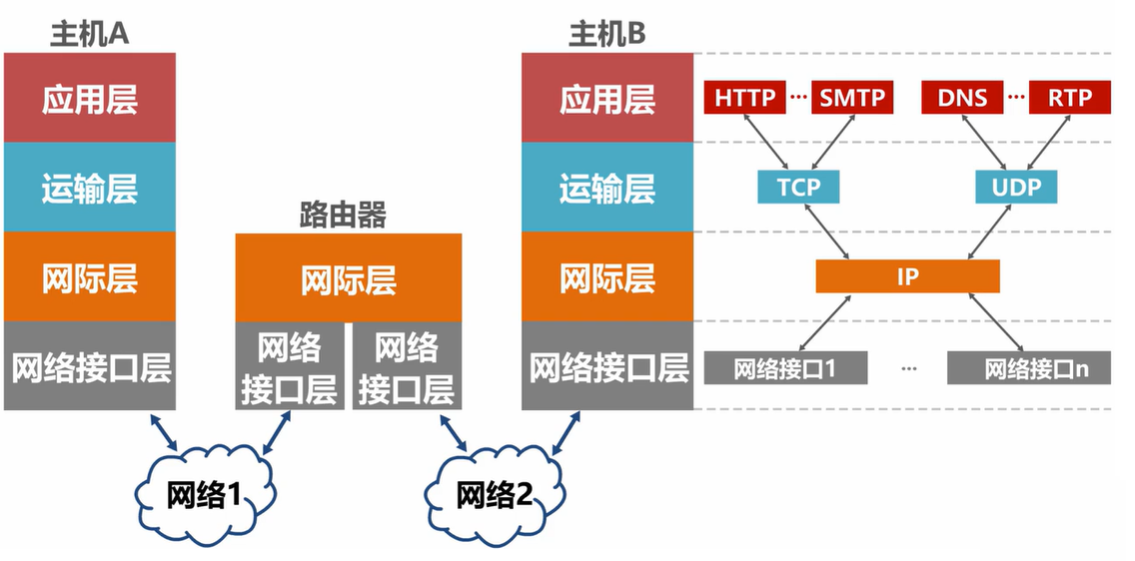 主机A
应用层
运输层
网际层
网络接口层
路由器
网际层
网络
接口层
网络
接口层
主机B
应用层
运输层
网际层
网络接口层
HTTP ··· SMTP
DNS ··· RTP
TCP
UDP
IP
网络接口1 ··· 网络接口n
网络1
网络2